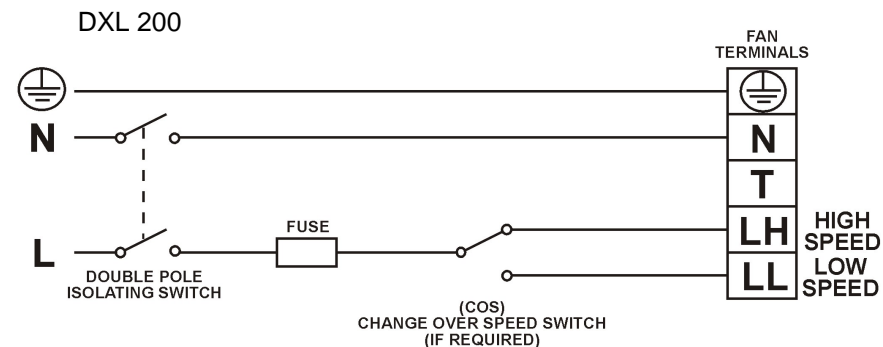 DXL 200
FAN
TERMINALS
N
N
T
FUSE
LH
HIGH
SPEED
L
LL
LOW
SPEED
DOUBLE POLE
ISOLATING SWITCH
(COS)
CHANGE OVER SPEED SWITCH
(IF REQUIRED)